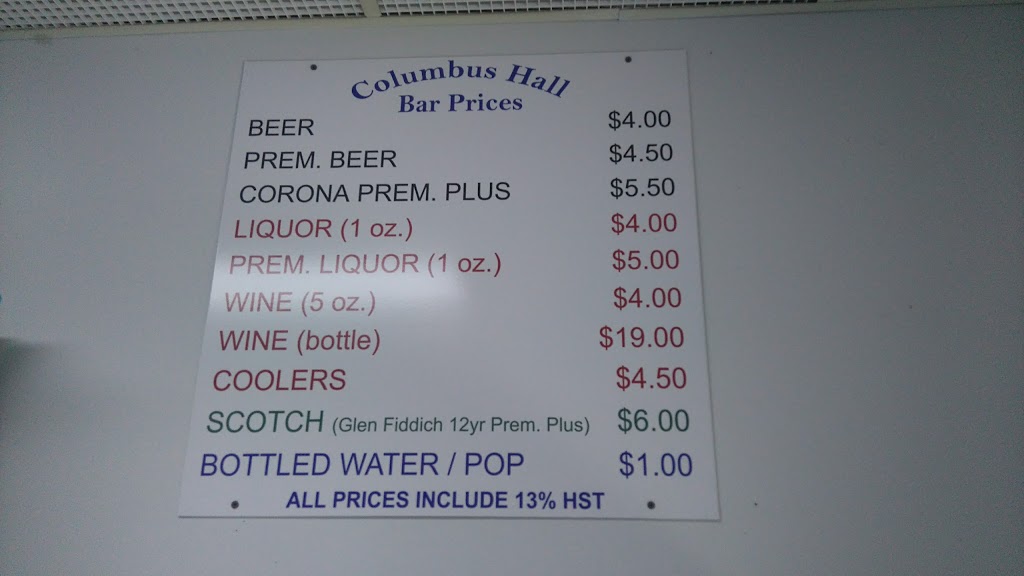 Columbus Hall
Bar Prices
BEER $4.00
PREM. BEER $4.50
CORONA PREM. PLUS $5.50
LIQUOR (1 oz.) $4.00
PREM. LIQUOR (1 oz.) $5.00
WINE (5 oz.) $4.00
WINE (bottle) $19.00
COOLERS $4.50
SCOTCH (Glen Fiddich 12yr Prem. Plus) $6.00
BOTTLED WATER / POP $1.00
ALL PRICES INCLUDE 13% HST